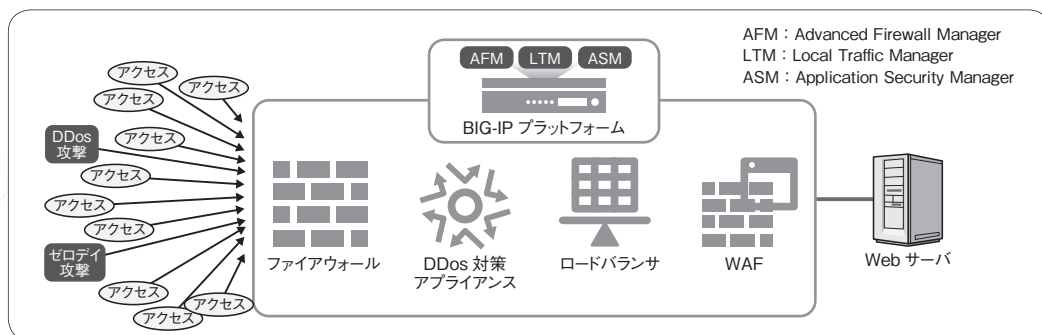 AFM：Advanced Firewall Manager
LTM：Local Traffic Manager
ASM：Application Security Manager
AFM
LTM
ASM
BIG-IP プラットフォーム
アクセス
アクセス
アクセス
DDos
攻撃
アクセス
アクセス
アクセス
アクセス
ゼロデイ
攻撃
アクセス
アクセス
アクセス
ファイアウォール
DDos 対策
アプライアンス
ロードバランサ
WAF
Web サーバ